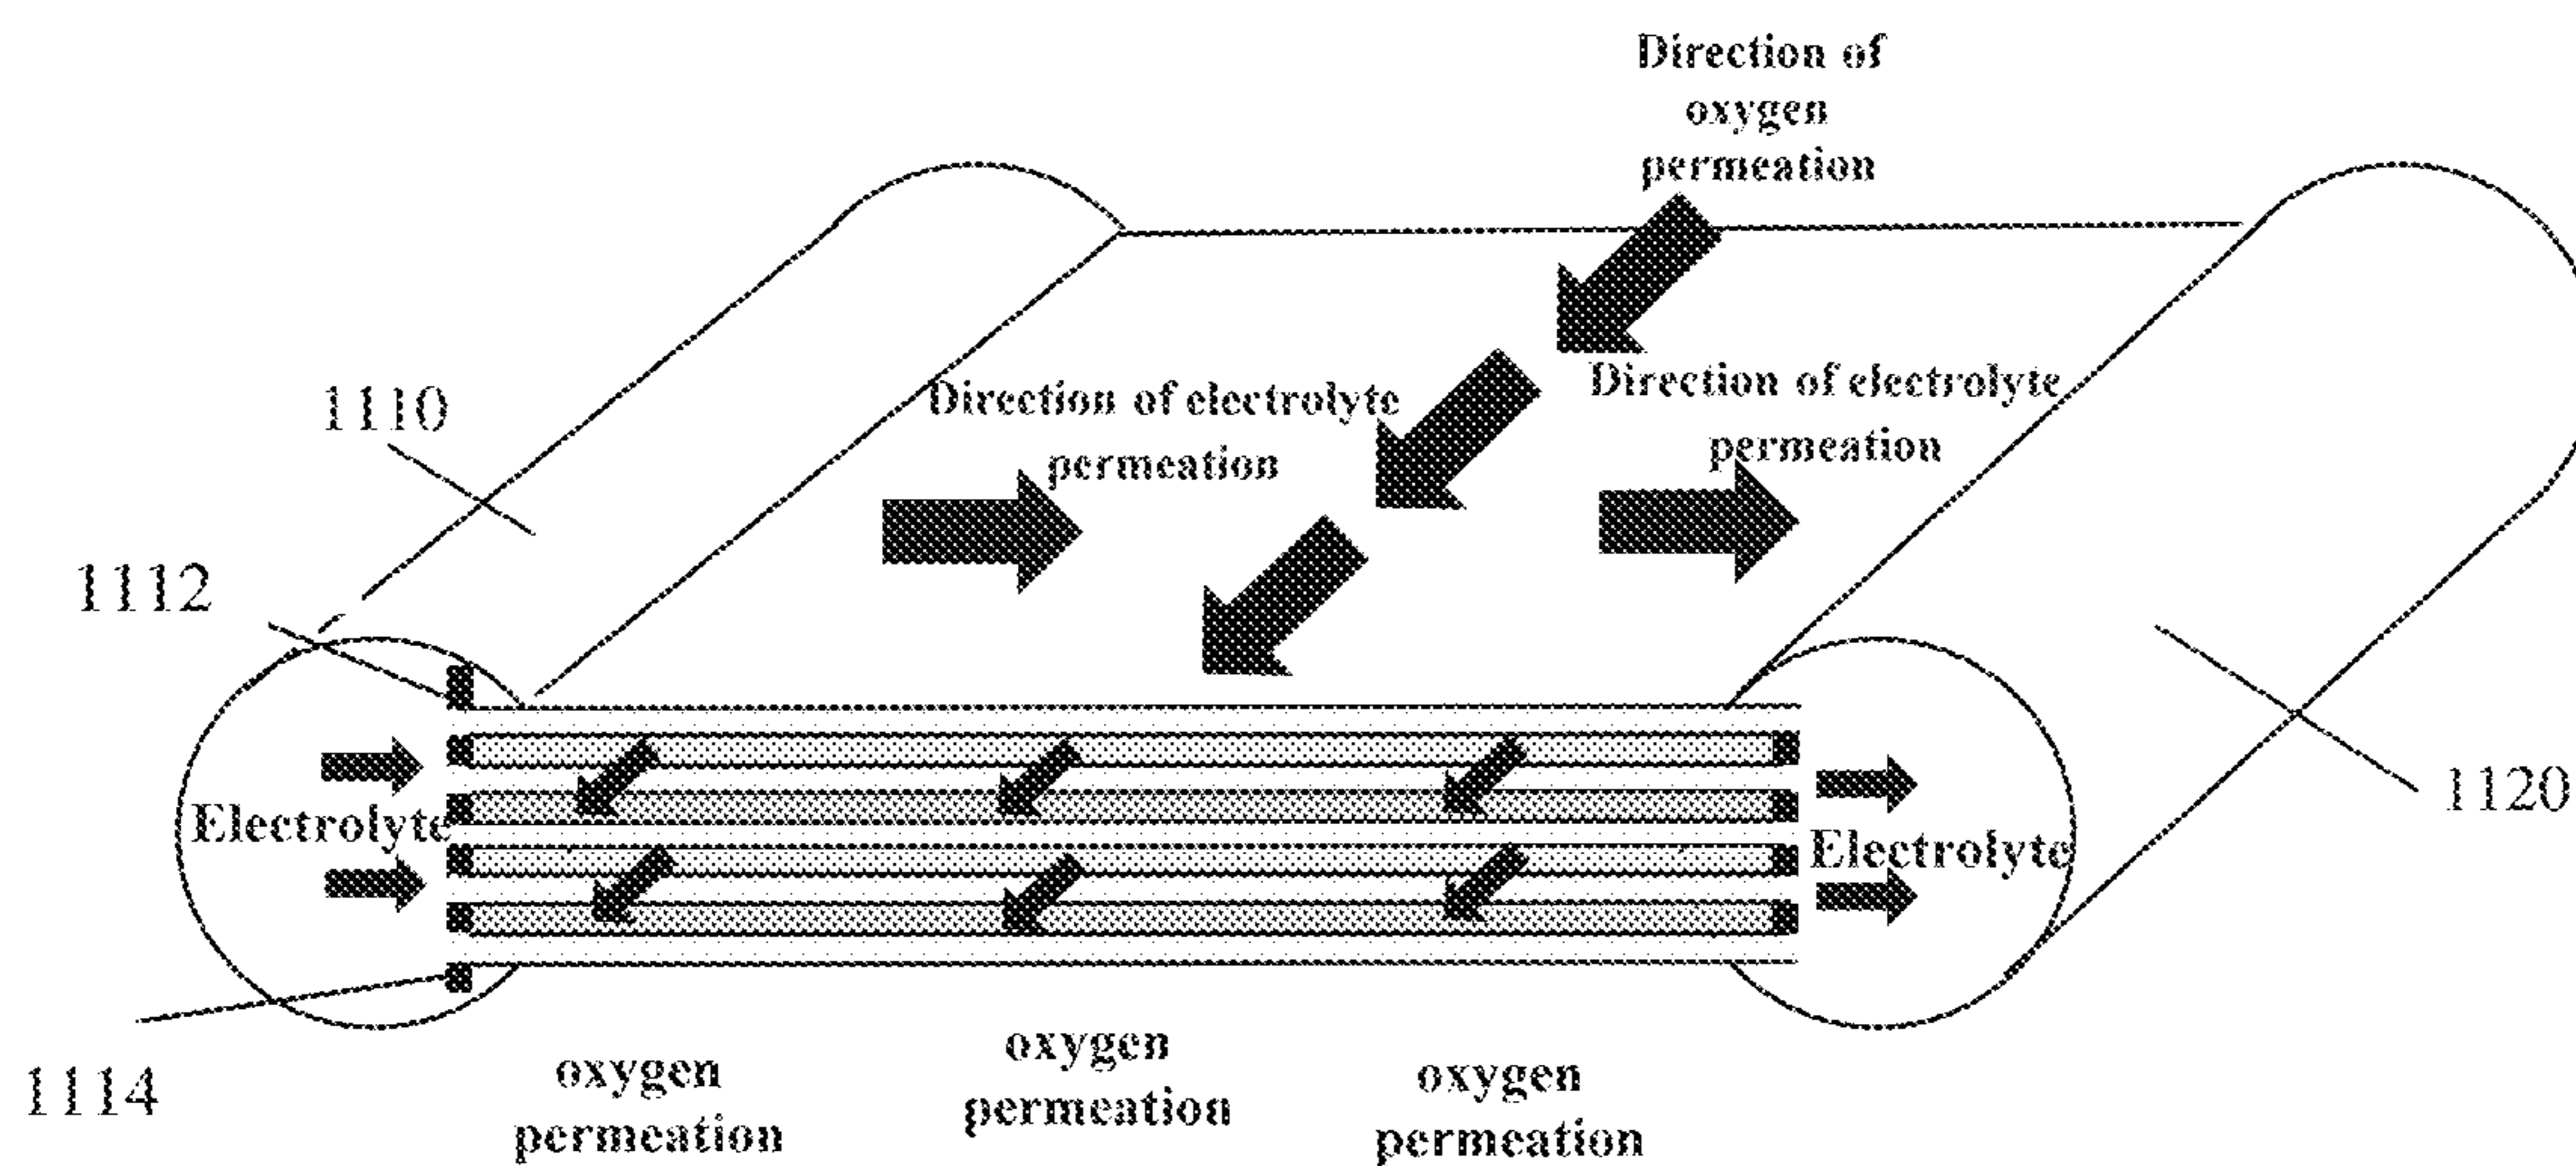 Direction of
oxygen
permeation
Direction of electrolyte
permeation
Direction of electrolyte
permeation
1110
1112
Electrolyte
Electrolyte
1120
1114
oxygen
permeation
oxygen
permeation
oxygen
permeation